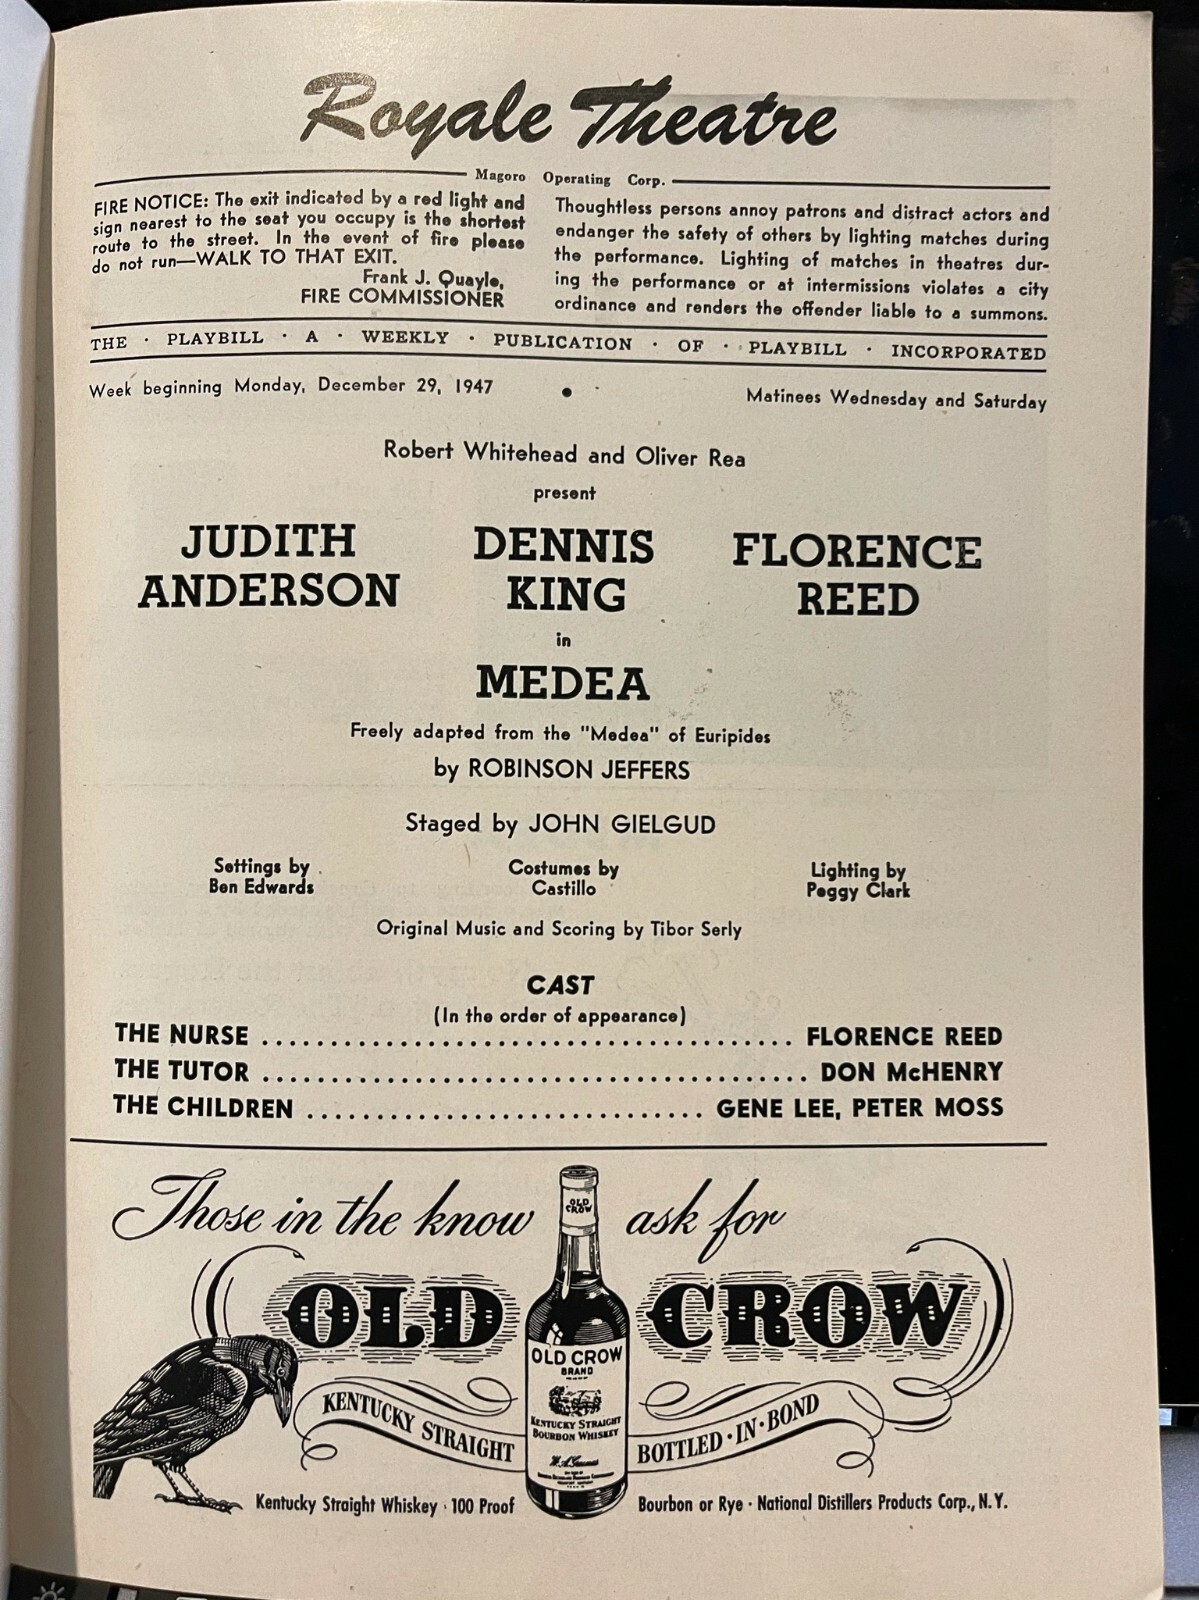 Royale Theatre
Magoro Operating Corp.
FIRE NOTICE: The exit indicated by a red light and
sign nearest to the seat you occupy is the shortest
route to the street. In the event of fire please
do not run—WALK TO THAT EXIT.
Frank J. Quayle,
FIRE COMMISSIONER
Thoughtless persons annoy patrons and distract actors and
endanger the safety of others by lighting matches during
the performance. Lighting of matches in theatres dur-
ing the performance or at intermissions violates a city
ordinance and renders the offender liable to a summons.
THE · PLAYBILL · A · WEEKLY · PUBLICATION · OF · PLAYBILL · INCORPORATED
Week beginning Monday, December 29, 1947 • Matinees Wednesday and Saturday
Robert Whitehead and Oliver Rea
present
JUDITH ANDERSON
DENNIS KING
FLORENCE REED
in
MEDEA
Freely adapted from the "Medea" of Euripides
by ROBINSON JEFFERS
Staged by JOHN GIELGUD
Settings by
Ben Edwards
Costumes by
Castillo
Lighting by
Peggy Clark
Original Music and Scoring by Tibor Serly
CAST
(In the order of appearance)
THE NURSE ........ FLORENCE REED
THE TUTOR ........ DON McHENRY
THE CHILDREN ........ GENE LEE, PETER MOSS
Those in the know ask for
OLD CROW
OLD CROW
OLD CROW
BRAND
KENTUCKY STRAIGHT
BOURBON WHISKEY
KENTUCKY STRAIGHT
BOTTLED·IN·BOND
Kentucky Straight Whiskey · 100 Proof
Bourbon or Rye · National Distillers Products Corp., N.Y.